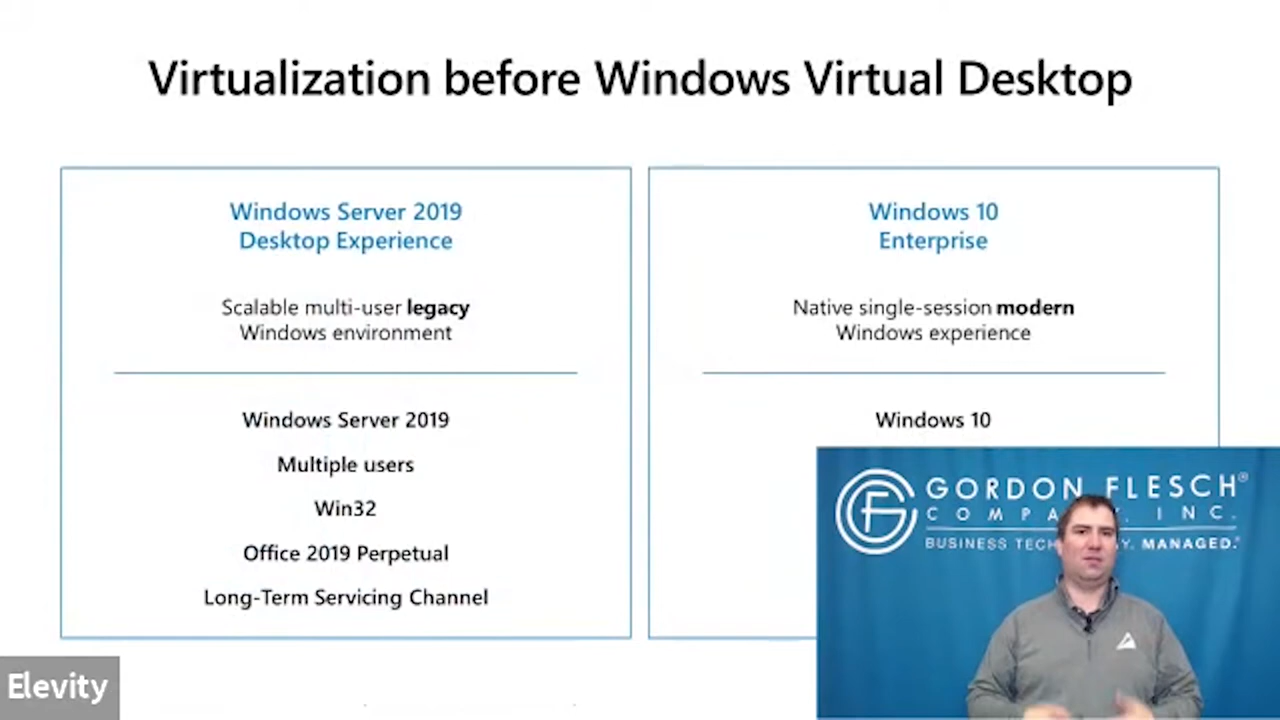 Virtualization before Windows Virtual Desktop
Windows Server 2019
Desktop Experience
Scalable multi-user legacy
Windows environment
Windows Server 2019
Multiple users
Win32
Office 2019 Perpetual
Long-Term Servicing Channel
Windows 10
Enterprise
Native single-session modern
Windows experience
Windows 10
GORDON FLESCH®
INC.
BUSINESS MANAGED.®
Elevity